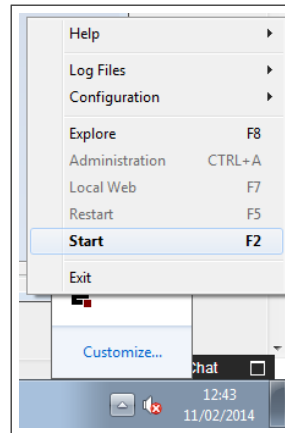 Help
Log Files
Configuration
Explore F8
Administration CTRL+A
Local Web F7
Restart F5
Start F2
Exit
Customize...
Chat
12:43
11/02/2014